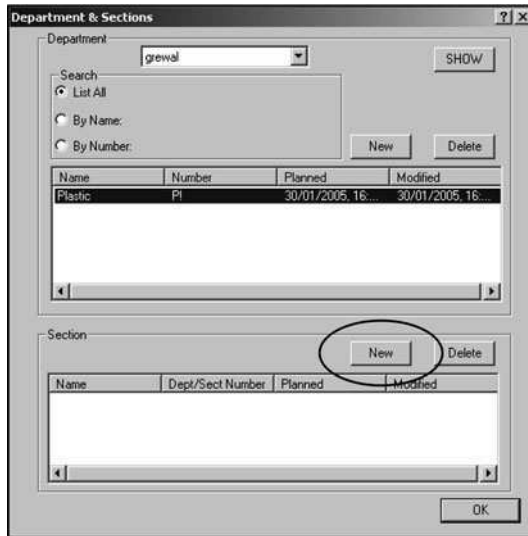 Department & Sections
Department
grewal
SHOW
Search
List All
By Name:
By Number:
New Delete
Name Number Planned Modified
Plastic Pl 30/01/2005, 16:... 30/01/2005, 16:...
Section
New Delete
Name Dept/Sect Number Planned Modified
OK